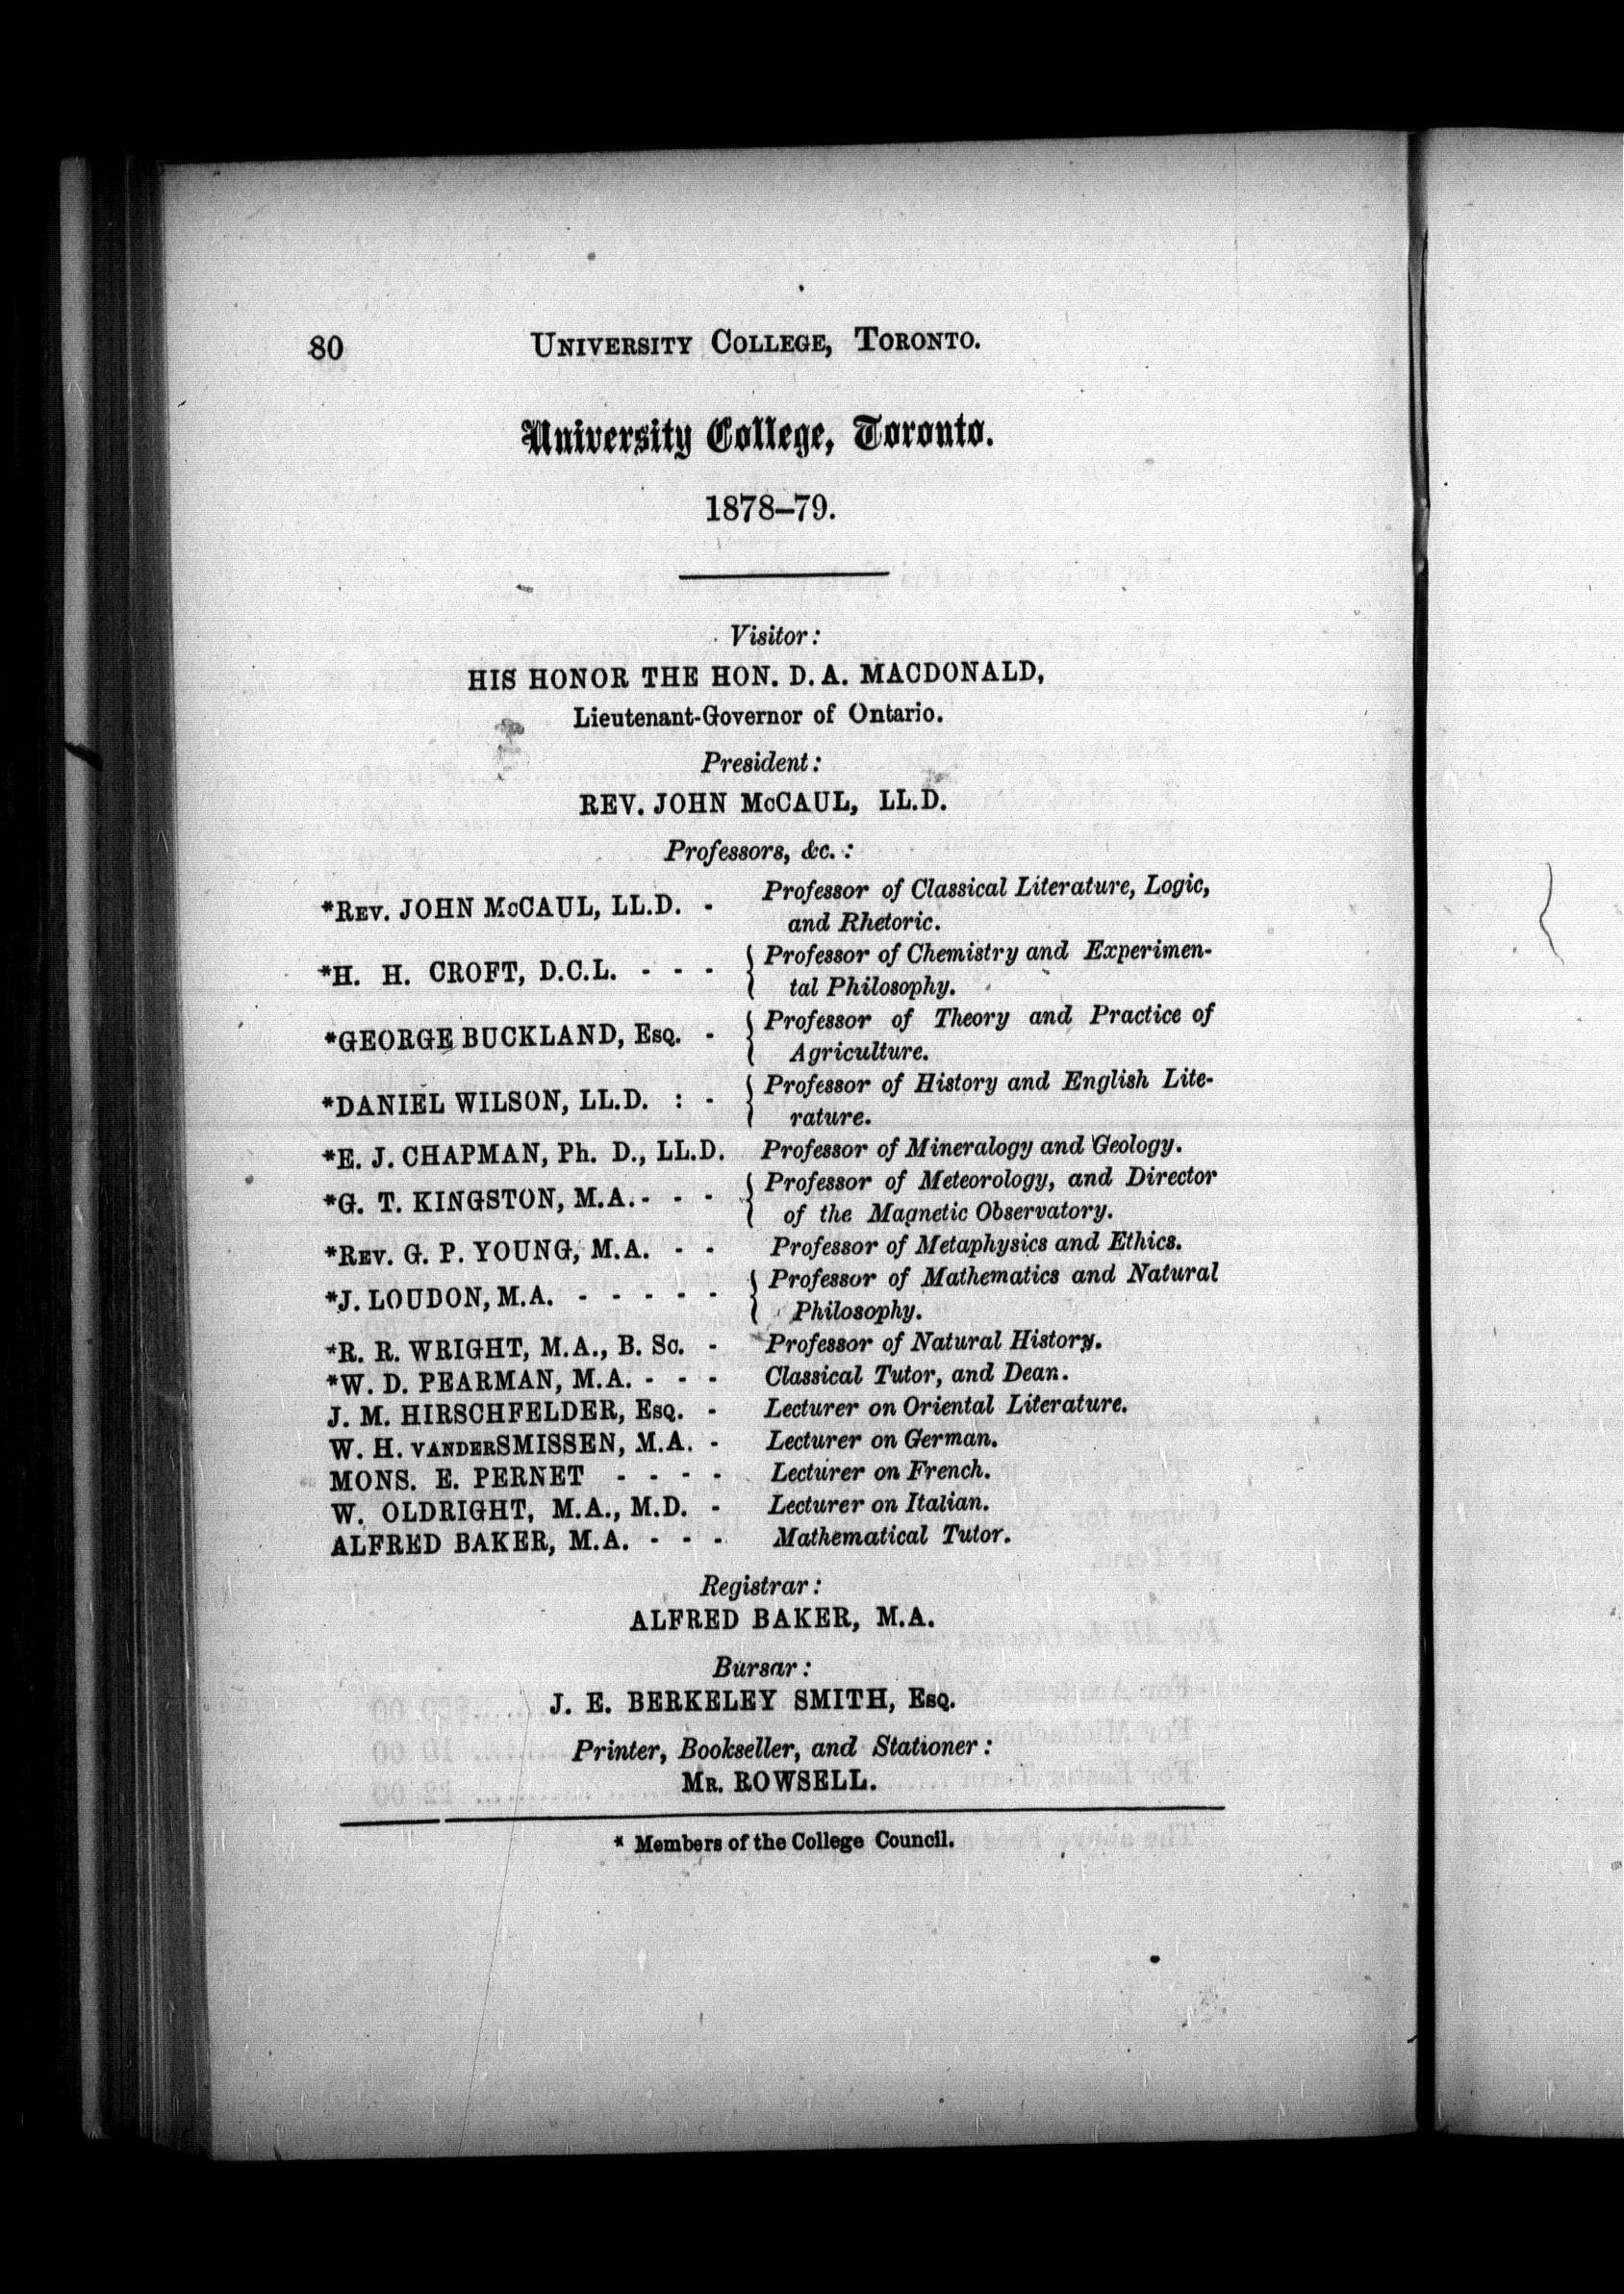 80 UNIVERSITY COLLEGE, TORONTO.
University College, Toronto.
1878–79.
Visitor:
HIS HONOR THE HON. D. A. MACDONALD,
Lieutenant-Governor of Ontario.
President:
REV. JOHN McCAUL, LL.D.
Professors, &c.:
*REV. JOHN McCAUL, LL.D. - Professor of Classical Literature, Logic,
and Rhetoric.
*H. H. CROFT, D.C.L. - - - { Professor of Chemistry and Experimen-
tal Philosophy.
*GEORGE BUCKLAND, ESQ. - { Professor of Theory and Practice of
Agriculture.
*DANIEL WILSON, LL.D. : - { Professor of History and English Lite-
rature.
*E. J. CHAPMAN, Ph. D., LL.D. Professor of Mineralogy and Geology.
*G. T. KINGSTON, M.A. - - - { Professor of Meteorology, and Director
of the Magnetic Observatory.
*REV. G. P. YOUNG, M.A. - - Professor of Metaphysics and Ethics.
*J. LOUDON, M.A. - - - - - { Professor of Mathematics and Natural
Philosophy.
*R. R. WRIGHT, M.A., B. Sc. - Professor of Natural History.
*W. D. PEARMAN, M.A. - - - Classical Tutor, and Dean.
J. M. HIRSCHFELDER, ESQ. - Lecturer on Oriental Literature.
W. H. VANDERSMISSEN, M.A. - Lecturer on German.
MONS. E. PERNET - - - - Lecturer on French.
W. OLDRIGHT, M.A., M.D. - Lecturer on Italian.
ALFRED BAKER, M.A. - - - Mathematical Tutor.
Registrar:
ALFRED BAKER, M.A.
Bursar:
J. E. BERKELEY SMITH, ESQ.
Printer, Bookseller, and Stationer:
MR. ROWSELL.
* Members of the College Council.